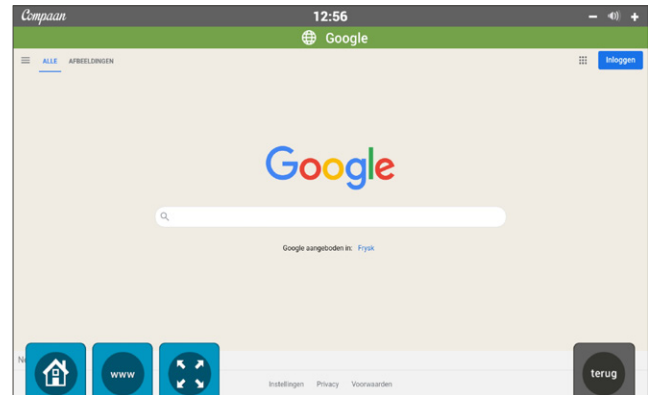 Compaan 12:56
Google
ALLE AFBEELDINGEN Inloggen
Google
Google aangeboden in: Frysk
www terug
Instellingen Privacy Voorwaarden